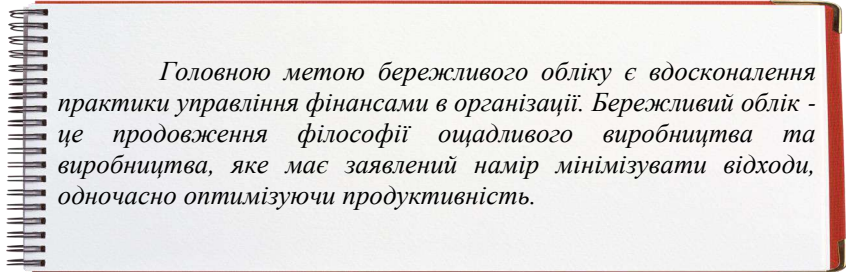 Головною метою бережливого обліку є вдосконалення
практики управління фінансами в організації. Бережливий облік -
це продовження філософії ощадливого виробництва та
виробництва, яке має заявлений намір мінімізувати відходи,
одночасно оптимізуючи продуктивність.